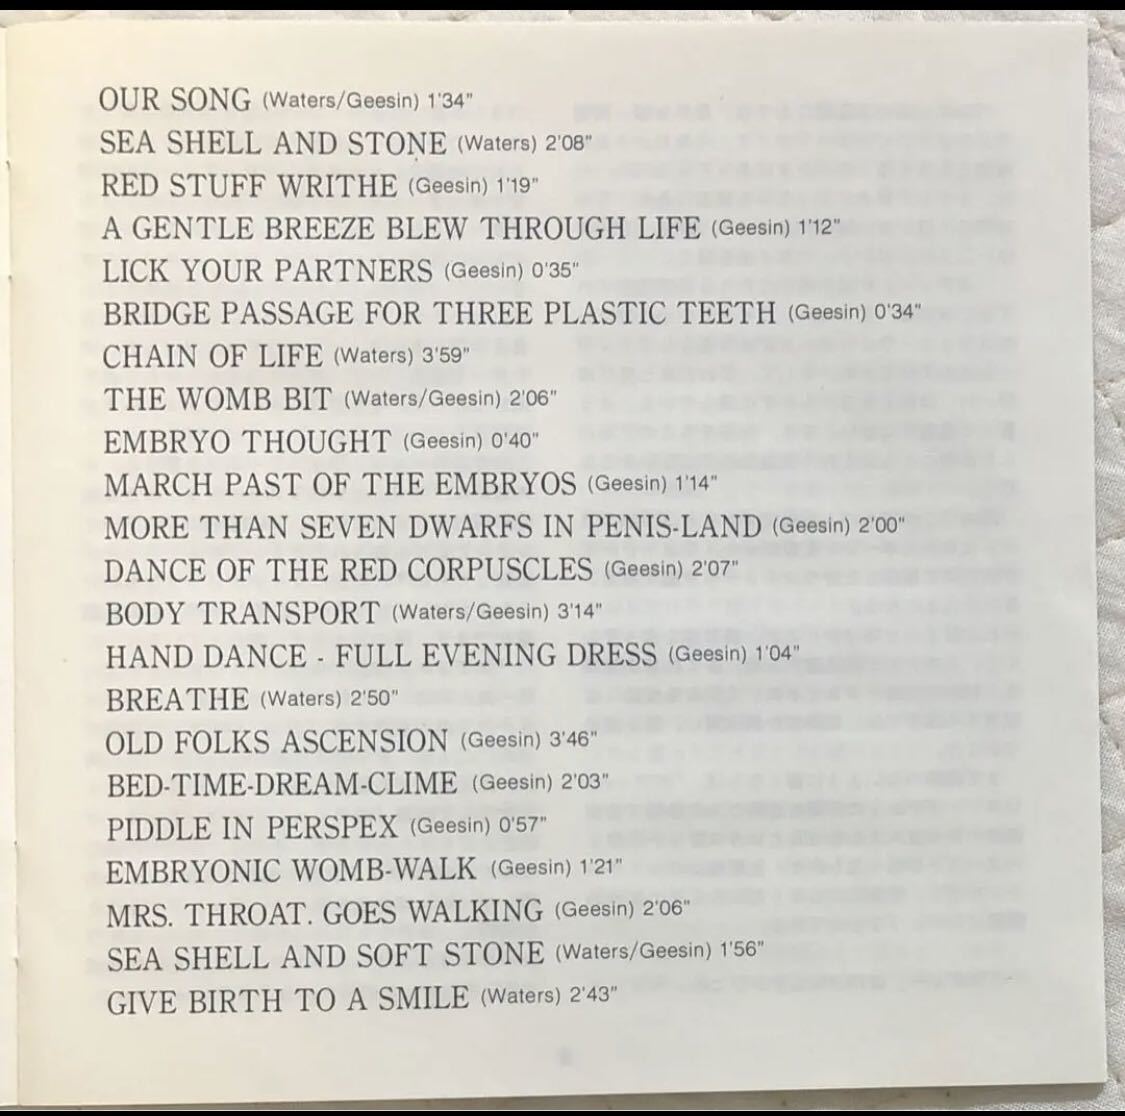 OUR SONG (Waters/Geesin) 1'34"
SEA SHELL AND STONE (Waters) 2'08"
RED STUFF WRITHE (Geesin) 1'19"
A GENTLE BREEZE BLEW THROUGH LIFE (Geesin) 1'12"
LICK YOUR PARTNERS (Geesin) 0'35"
BRIDGE PASSAGE FOR THREE PLASTIC TEETH (Geesin) 0'34"
CHAIN OF LIFE (Waters) 3'59"
THE WOMB BIT (Waters/Geesin) 2'06"
EMBRYO THOUGHT (Geesin) 0'40"
MARCH PAST OF THE EMBRYOS (Geesin) 1'14"
MORE THAN SEVEN DWARFS IN PENIS-LAND (Geesin) 2'00"
DANCE OF THE RED CORPUSCLES (Geesin) 2'07"
BODY TRANSPORT (Waters/Geesin) 3'14"
HAND DANCE - FULL EVENING DRESS (Geesin) 1'04"
BREATHE (Waters) 2'50"
OLD FOLKS ASCENSION (Geesin) 3'46"
BED-TIME-DREAM-CLIME (Geesin) 2'03"
PIDDLE IN PERSPEX (Geesin) 0'57"
EMBRYONIC WOMB-WALK (Geesin) 1'21"
MRS. THROAT. GOES WALKING (Geesin) 2'06"
SEA SHELL AND SOFT STONE (Waters/Geesin) 1'56"
GIVE BIRTH TO A SMILE (Waters) 2'43"